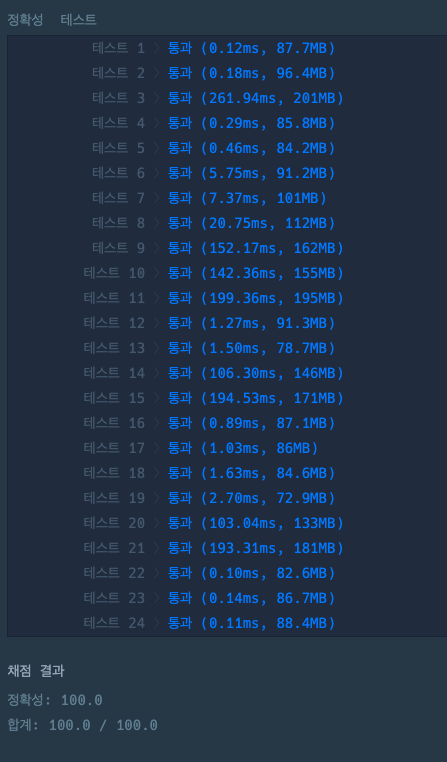 정확성 테스트
테스트 1 〉 통과 (0.12ms, 87.7MB)
테스트 2 〉 통과 (0.18ms, 96.4MB)
테스트 3 〉 통과 (261.94ms, 201MB)
테스트 4 〉 통과 (0.29ms, 85.8MB)
테스트 5 〉 통과 (0.46ms, 84.2MB)
테스트 6 〉 통과 (5.75ms, 91.2MB)
테스트 7 〉 통과 (7.37ms, 101MB)
테스트 8 〉 통과 (20.75ms, 112MB)
테스트 9 〉 통과 (152.17ms, 162MB)
테스트 10 〉 통과 (142.36ms, 155MB)
테스트 11 〉 통과 (199.36ms, 195MB)
테스트 12 〉 통과 (1.27ms, 91.3MB)
테스트 13 〉 통과 (1.50ms, 78.7MB)
테스트 14 〉 통과 (106.30ms, 146MB)
테스트 15 〉 통과 (194.53ms, 171MB)
테스트 16 〉 통과 (0.89ms, 87.1MB)
테스트 17 〉 통과 (1.03ms, 86MB)
테스트 18 〉 통과 (1.63ms, 84.6MB)
테스트 19 〉 통과 (2.70ms, 72.9MB)
테스트 20 〉 통과 (103.04ms, 133MB)
테스트 21 〉 통과 (193.31ms, 181MB)
테스트 22 〉 통과 (0.10ms, 82.6MB)
테스트 23 〉 통과 (0.14ms, 86.7MB)
테스트 24 〉 통과 (0.11ms, 88.4MB)
채점 결과
정확성: 100.0
합계: 100.0 / 100.0